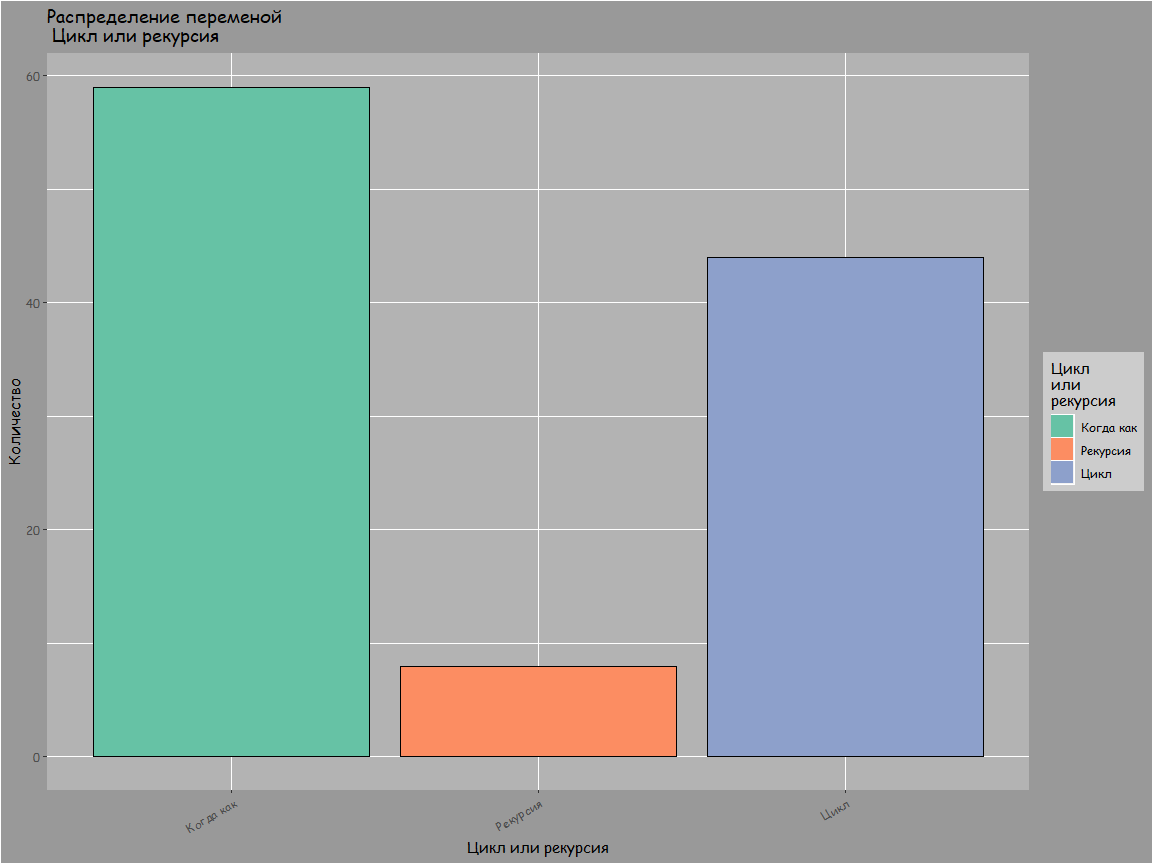 Распределение переменой
Цикл или рекурсия
60
40
20
0
Количество
Когда как
Рекурсия
Цикл
Цикл или рекурсия
Цикл
или
рекурсия
Когда как
Рекурсия
Цикл